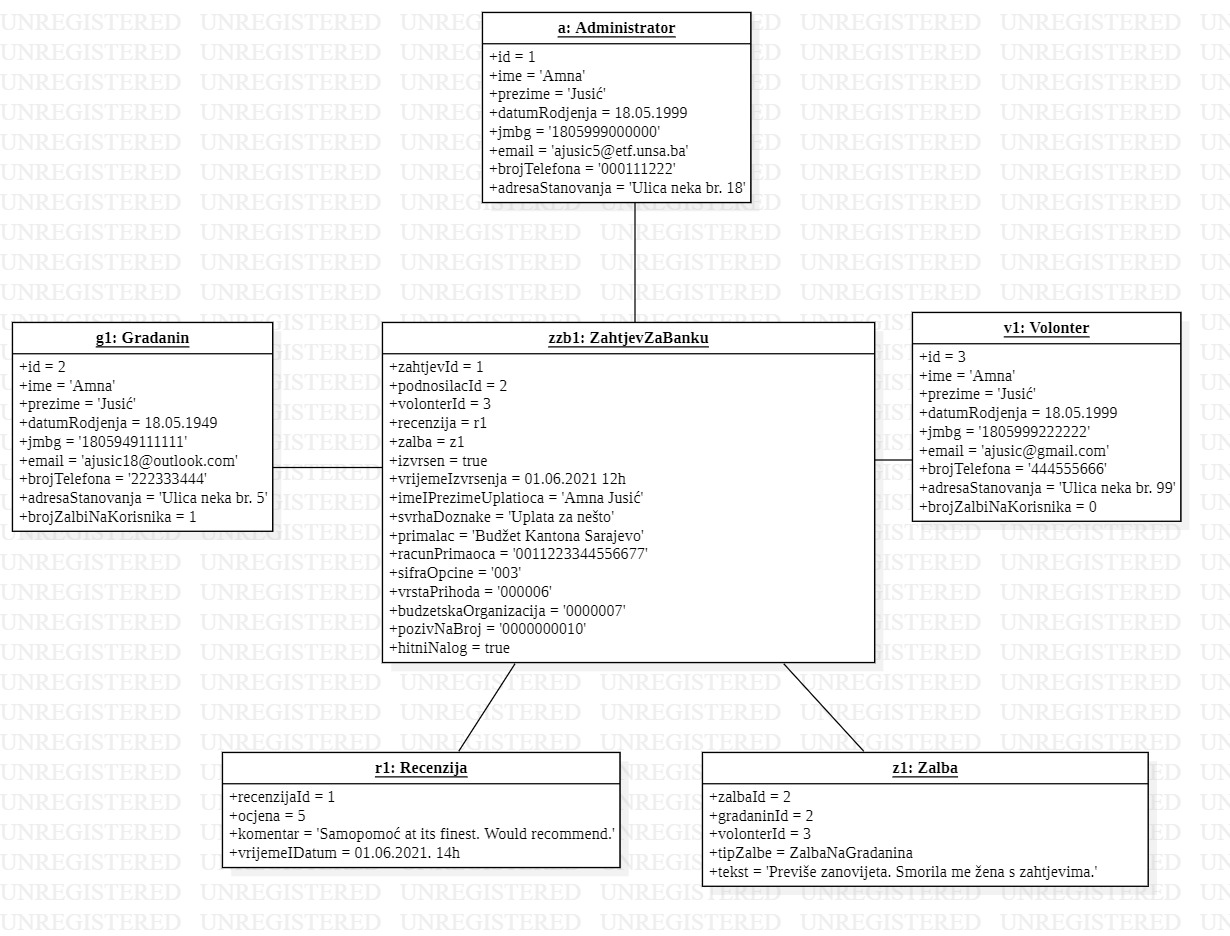 a: Administrator
+id = 1
+ime = 'Amna'
+prezime = 'Jusić'
+datumRodjenja = 18.05.1999
+jmbg = '1805999000000'
+email = 'ajusic5@etf.unsa.ba'
+brojTelefona = '000111222'
+adresaStanovanja = 'Ulica neka br. 18'
g1: Gradanin
+id = 2
+ime = 'Amna'
+prezime = 'Jusić'
+datumRodjenja = 18.05.1949
+jmbg = '1805949111111'
+email = 'ajusic18@outlook.com'
+brojTelefona = '222333444'
+adresaStanovanja = 'Ulica neka br. 5'
+brojZalbiNaKorisnika = 1
zzb1: ZahtjevZaBanku
+zahtjevId = 1
+podnosilacId = 2
+volonterId = 3
+recenzija = r1
+zalba = z1
+izvrsen = true
+vrijemeIzvrsenja = 01.06.2021 12h
+imeIPrezimeUplatioca = 'Amna Jusić'
+svrhaDoznake = 'Uplata za nešto'
+primalac = 'Budžet Kantona Sarajevo'
+racunPrimaoca = '0011223344556677'
+sifraOpcine = '003'
+vrstaPrihoda = '000006'
+budzetskaOrganizacija = '0000007'
+pozivNaBroj = '0000000010'
+hitniNalog = true
v1: Volonter
+id = 3
+ime = 'Amna'
+prezime = 'Jusić'
+datumRodjenja = 18.05.1999
+jmbg = '1805999222222'
+email = 'ajusic@gmail.com'
+brojTelefona = '444555666'
+adresaStanovanja = 'Ulica neka br. 99'
+brojZalbiNaKorisnika = 0
r1: Recenzija
+recenzijaId = 1
+ocjena = 5
+komentar = 'Samopomoć at its finest. Would recommend.'
+vrijemeIDatum = 01.06.2021. 14h
z1: Zalba
+zalbaId = 2
+gradaninId = 2
+volonterId = 3
+tipZalbe = ZalbaNaGradanina
+tekst = 'Previše zanovijeta. Smorila me žena s zahtjevima.'
UNREGISTERED